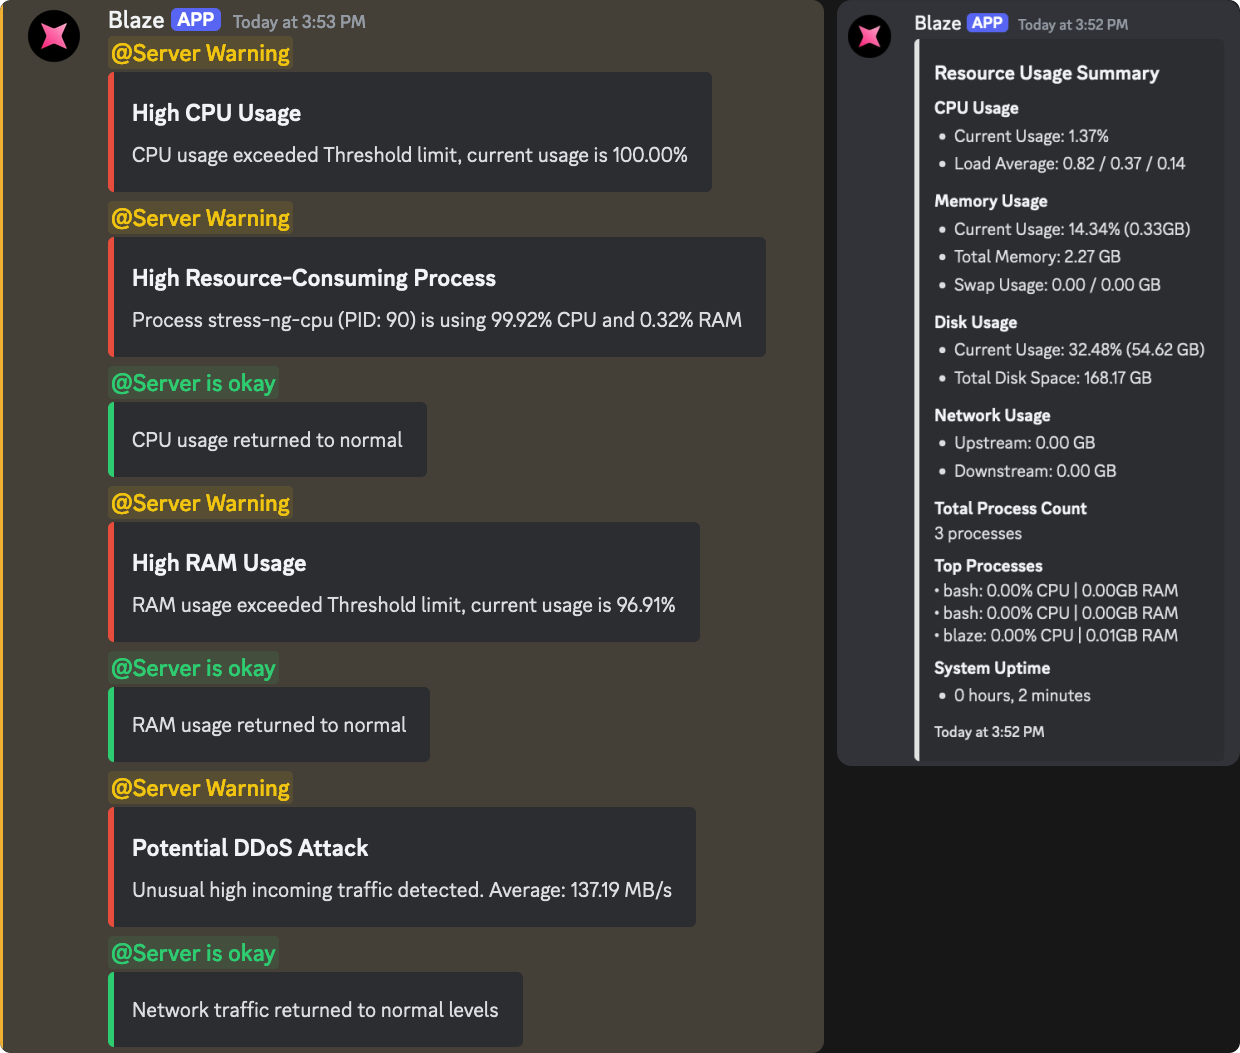 Blaze APP Today at 3:53 PM
@Server Warning
High CPU Usage
CPU usage exceeded Threshold limit, current usage is 100.00%
@Server Warning
High Resource-Consuming Process
Process stress-ng-cpu (PID: 90) is using 99.92% CPU and 0.32% RAM
@Server is okay
CPU usage returned to normal
@Server Warning
High RAM Usage
RAM usage exceeded Threshold limit, current usage is 96.91%
@Server is okay
RAM usage returned to normal
@Server Warning
Potential DDoS Attack
Unusual high incoming traffic detected. Average: 137.19 MB/s
@Server is okay
Network traffic returned to normal levels
Blaze APP Today at 3:52 PM
Resource Usage Summary
CPU Usage
• Current Usage: 1.37%
• Load Average: 0.82 / 0.37 / 0.14
Memory Usage
• Current Usage: 14.34% (0.33GB)
• Total Memory: 2.27 GB
• Swap Usage: 0.00 / 0.00 GB
Disk Usage
• Current Usage: 32.48% (54.62 GB)
• Total Disk Space: 168.17 GB
Network Usage
• Upstream: 0.00 GB
• Downstream: 0.00 GB
Total Process Count
3 processes
Top Processes
• bash: 0.00% CPU | 0.00GB RAM
• bash: 0.00% CPU | 0.00GB RAM
• blaze: 0.00% CPU | 0.01GB RAM
System Uptime
• 0 hours, 2 minutes
Today at 3:52 PM